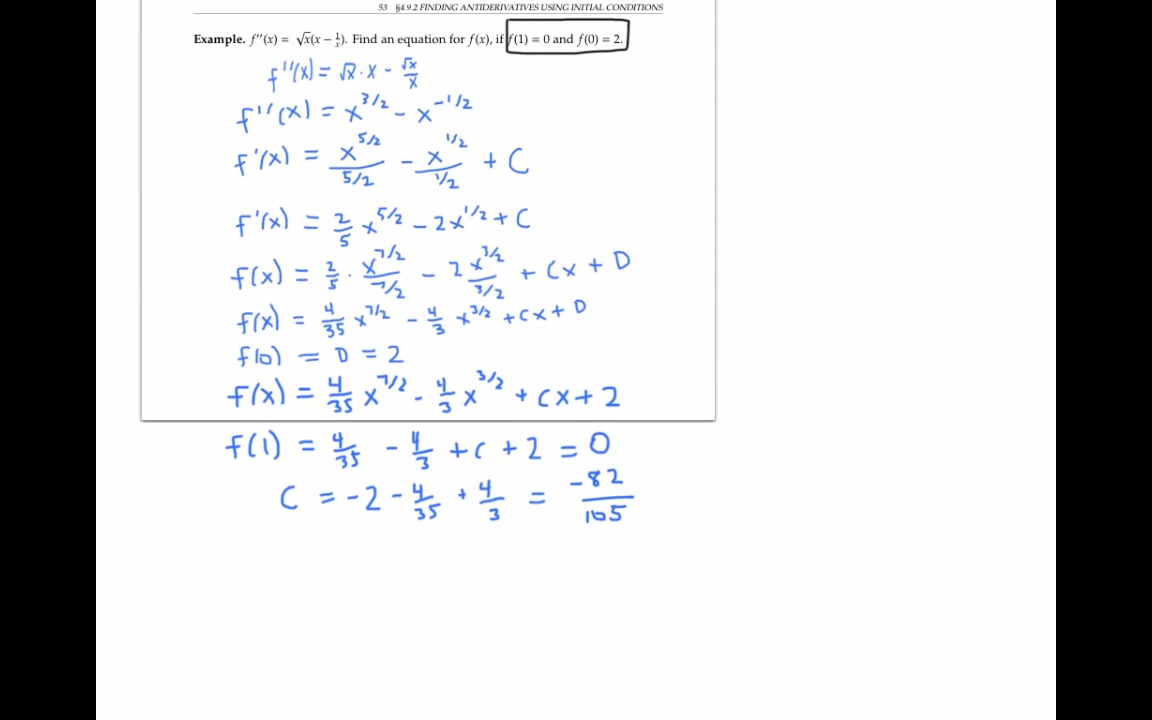 53 §4.9.2 FINDING ANTIDERIVATIVES USING INITIAL CONDITIONS
Example. f''(x) = √x(x − 1/x). Find an equation for f(x), if f(1) = 0 and f(0) = 2.
f''(x) = √x · x - √x/x
f''(x) = x^3/2 - x^-1/2
f'(x) = x^5/2 / 5/2 - x^1/2 / 1/2 + C
f'(x) = 2/5 x^5/2 - 2x^1/2 + C
f(x) = 2/5 · x^7/2 / 7/2 - 2 x^3/2 / 3/2 + Cx + D
f(x) = 4/35 x^7/2 - 4/3 x^3/2 + Cx + D
f(0) = D = 2
f(x) = 4/35 x^7/2 - 4/3 x^3/2 + Cx + 2
f(1) = 4/35 - 4/3 + C + 2 = 0
C = -2 - 4/35 + 4/3 = -82/105